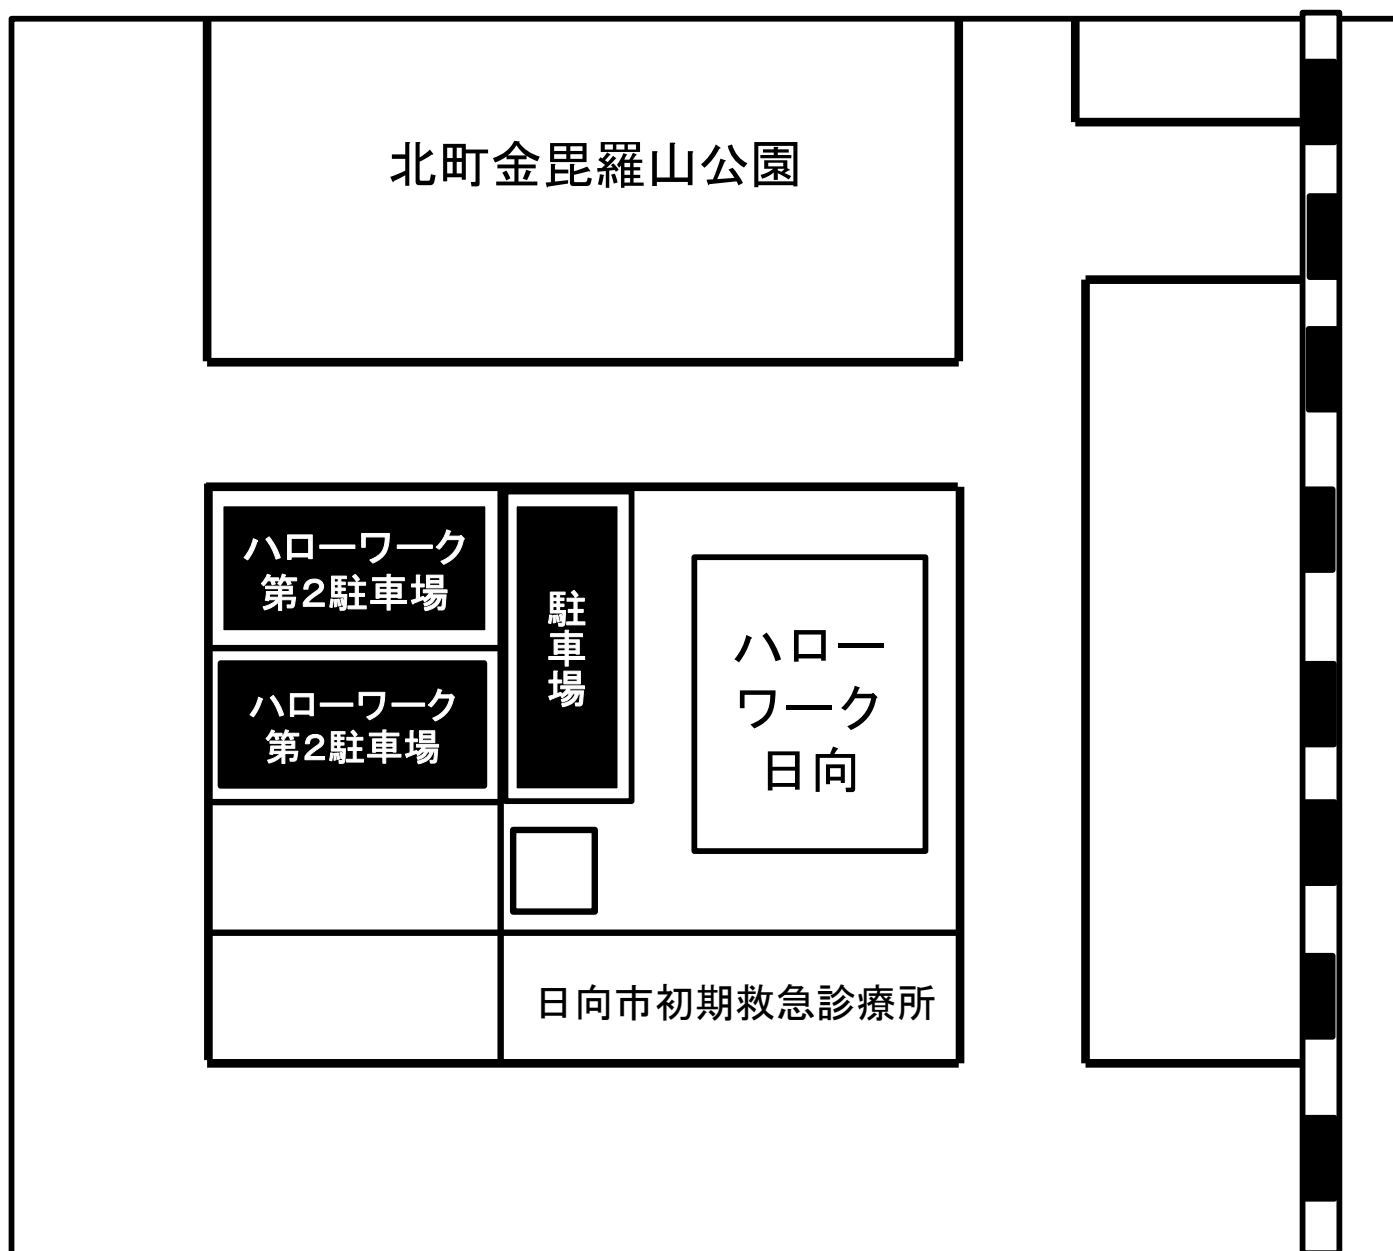 北町金毘羅山公園
ハローワーク
第2駐車場
駐車場
ハロー
ワーク
日向
ハローワーク
第2駐車場
日向市初期救急診療所